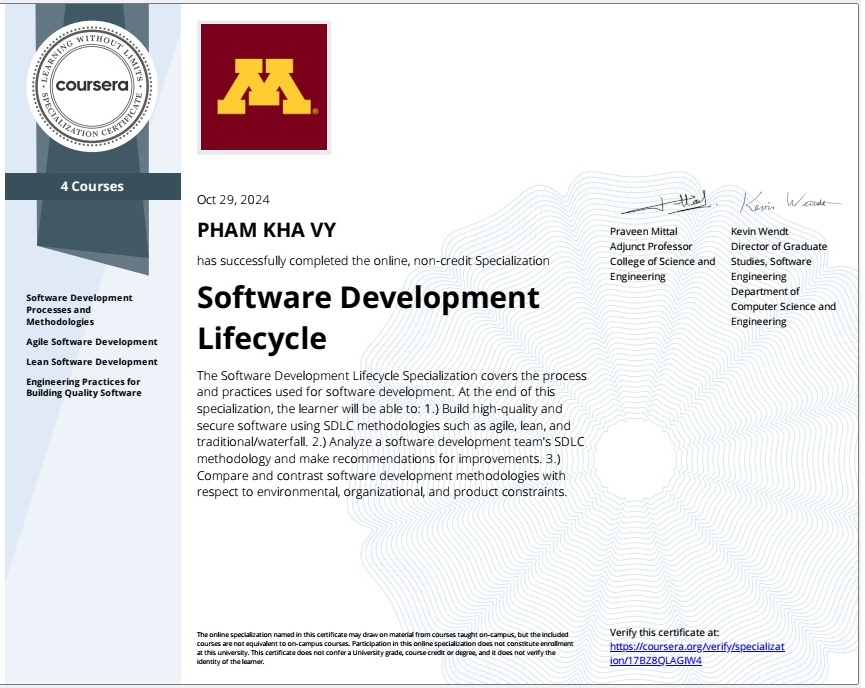 LEARNING WITHOUT LIMITS
coursera
SPECIALIZATION CERTIFICATE
4 Courses
Software Development
Processes and
Methodologies
Agile Software Development
Lean Software Development
Engineering Practices for
Building Quality Software
M®
Oct 29, 2024
PHAM KHA VY
has successfully completed the online, non-credit Specialization
Software Development
Lifecycle
The Software Development Lifecycle Specialization covers the process
and practices used for software development. At the end of this
specialization, the learner will be able to: 1.) Build high-quality and
secure software using SDLC methodologies such as agile, lean, and
traditional/waterfall. 2.) Analyze a software development team's SDLC
methodology and make recommendations for improvements. 3.)
Compare and contrast software development methodologies with
respect to environmental, organizational, and product constraints.
The online specialization named in this certificate may draw on material from courses taught on-campus, but the included
courses are not equivalent to on-campus courses. Participation in this online specialization does not constitute enrollment
at this university. This certificate does not confer a University grade, course credit or degree, and it does not verify the
identity of the learner.
Praveen Mittal
Adjunct Professor
College of Science and
Engineering
Kevin Wendt
Kevin Wendt
Director of Graduate
Studies, Software
Engineering
Department of
Computer Science and
Engineering
Verify this certificate at:
https://coursera.org/verify/specializat
ion/17BZ8QLAGIW4